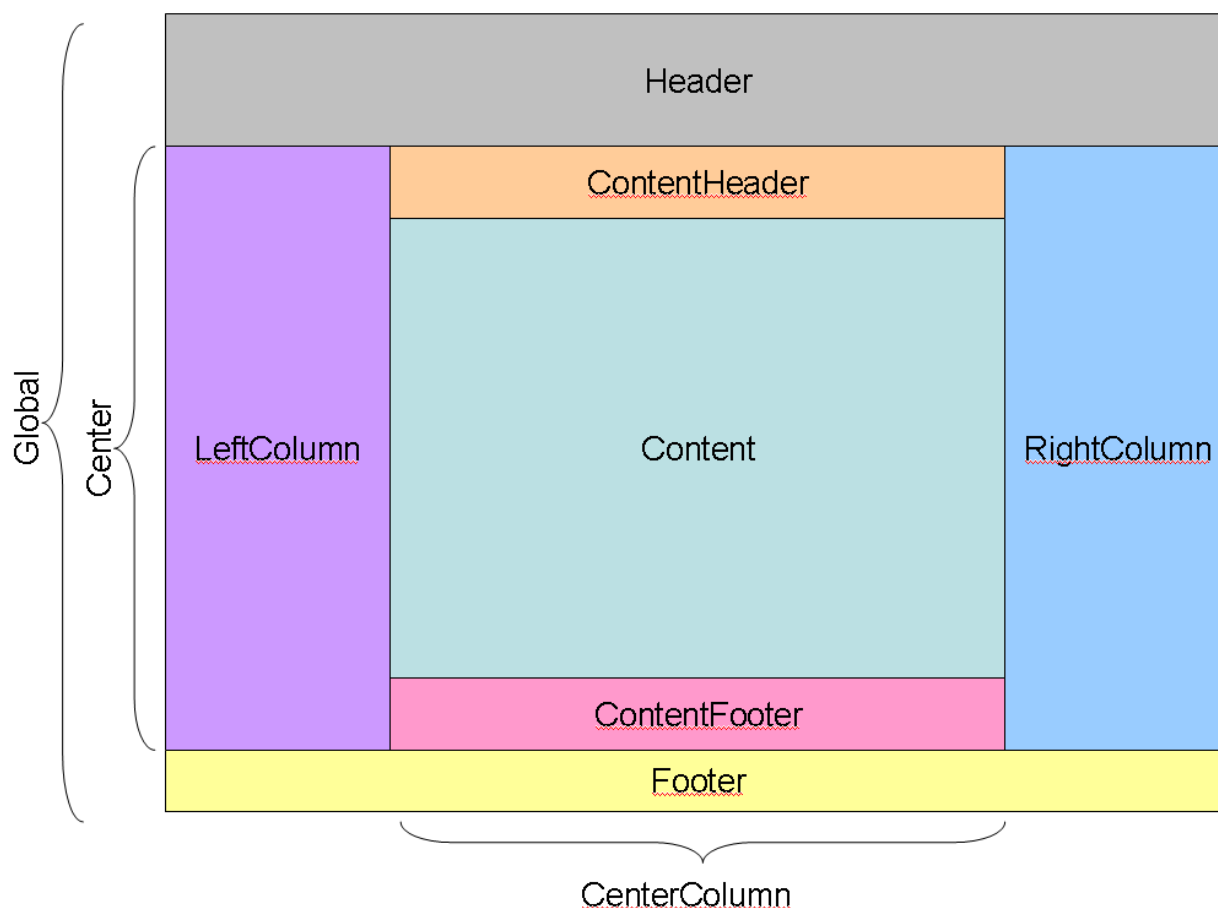 Header
ContentHeader
Global
Center
LeftColumn
Content
RightColumn
ContentFooter
Footer
CenterColumn